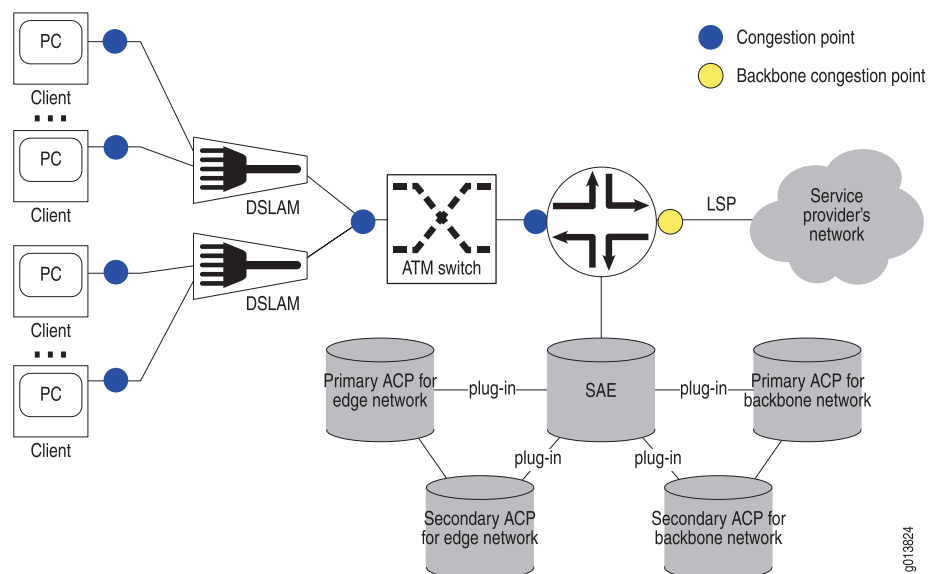 PC
Client
PC
Client
PC
Client
PC
Client
DSLAM
DSLAM
ATM switch
Congestion point
Backbone congestion point
LSP
Service
provider's
network
Primary ACP for
edge network
plug-in
SAE
plug-in
Primary ACP for
backbone network
plug-in
plug-in
Secondary ACP
for edge network
Secondary ACP for
backbone network
g013824